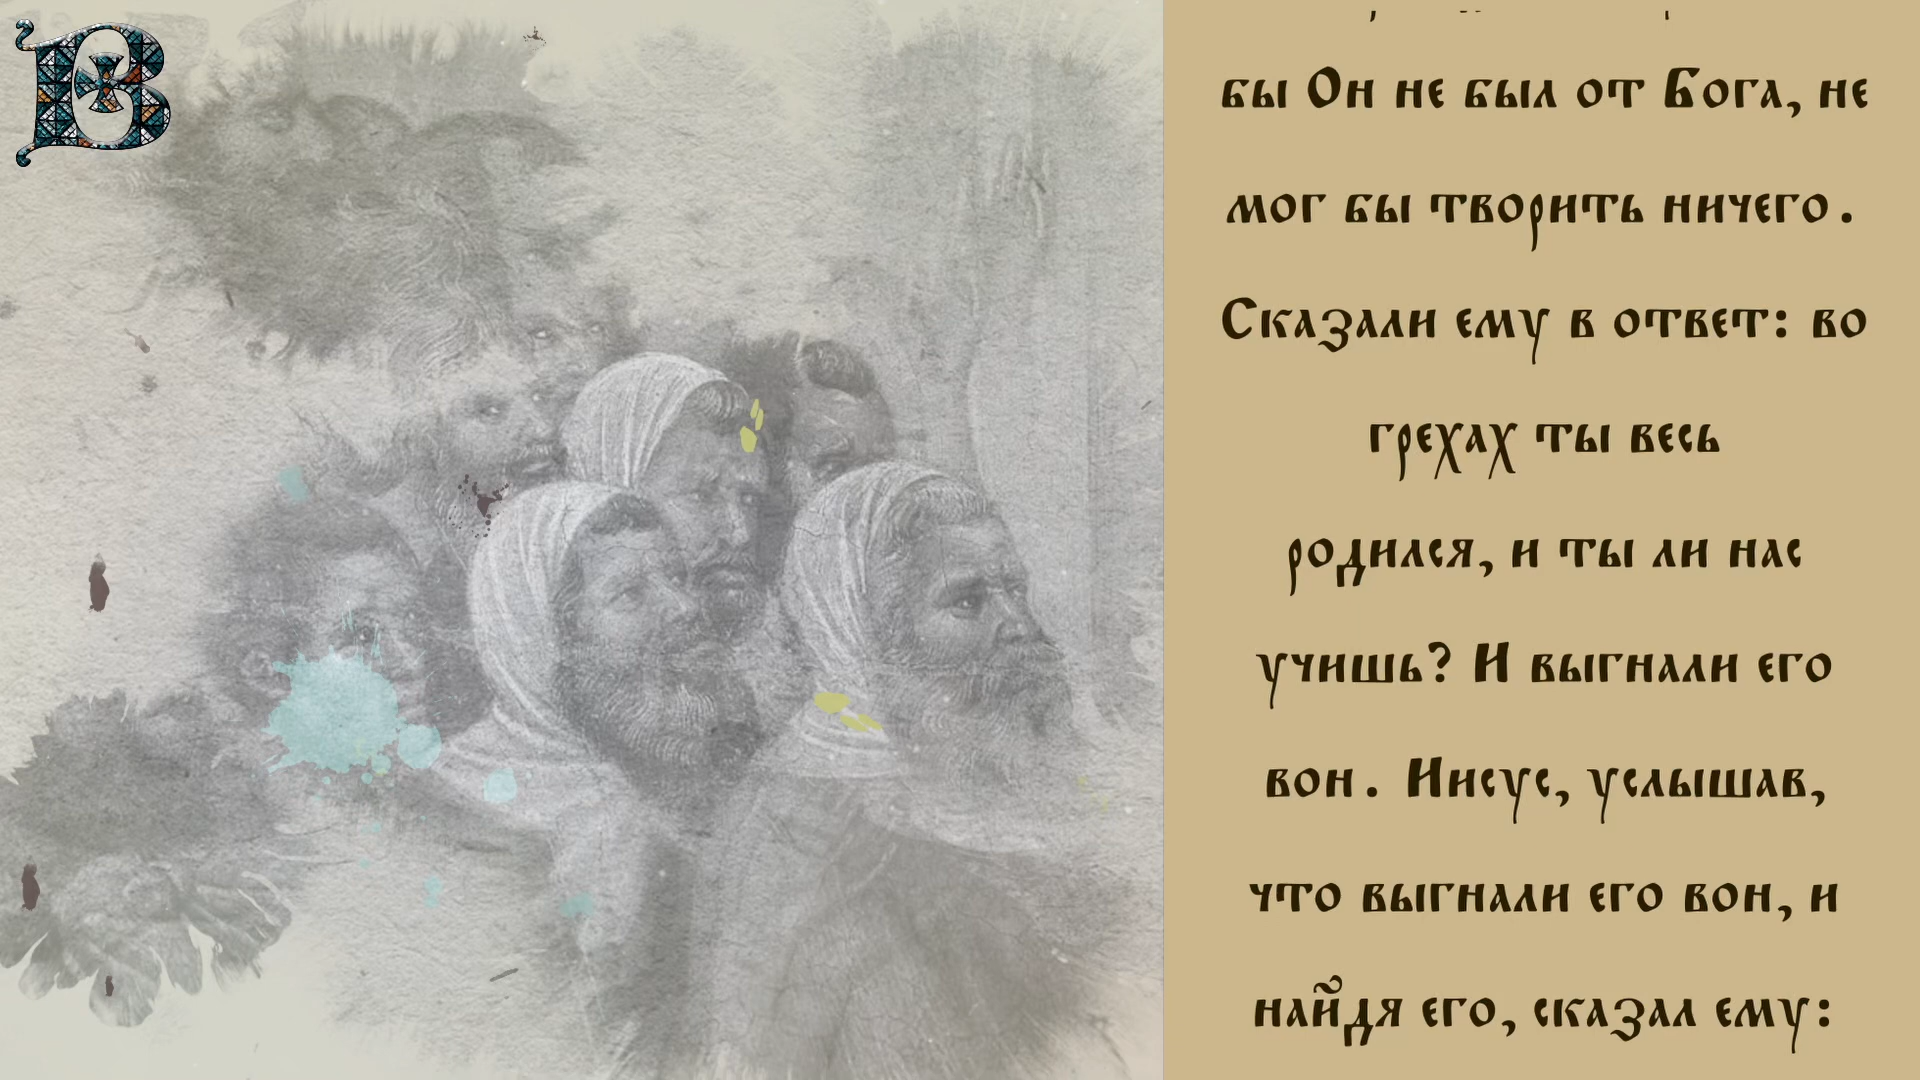 В
бы Он не был от Бога, не
мог бы творить ничего.
Сказали ему в ответ: во
грехах ты весь
родился, и ты ли нас
учишь? И выгнали его
вон. Иисус, услышав,
что выгнали его вон, и
найдя его, сказал ему: